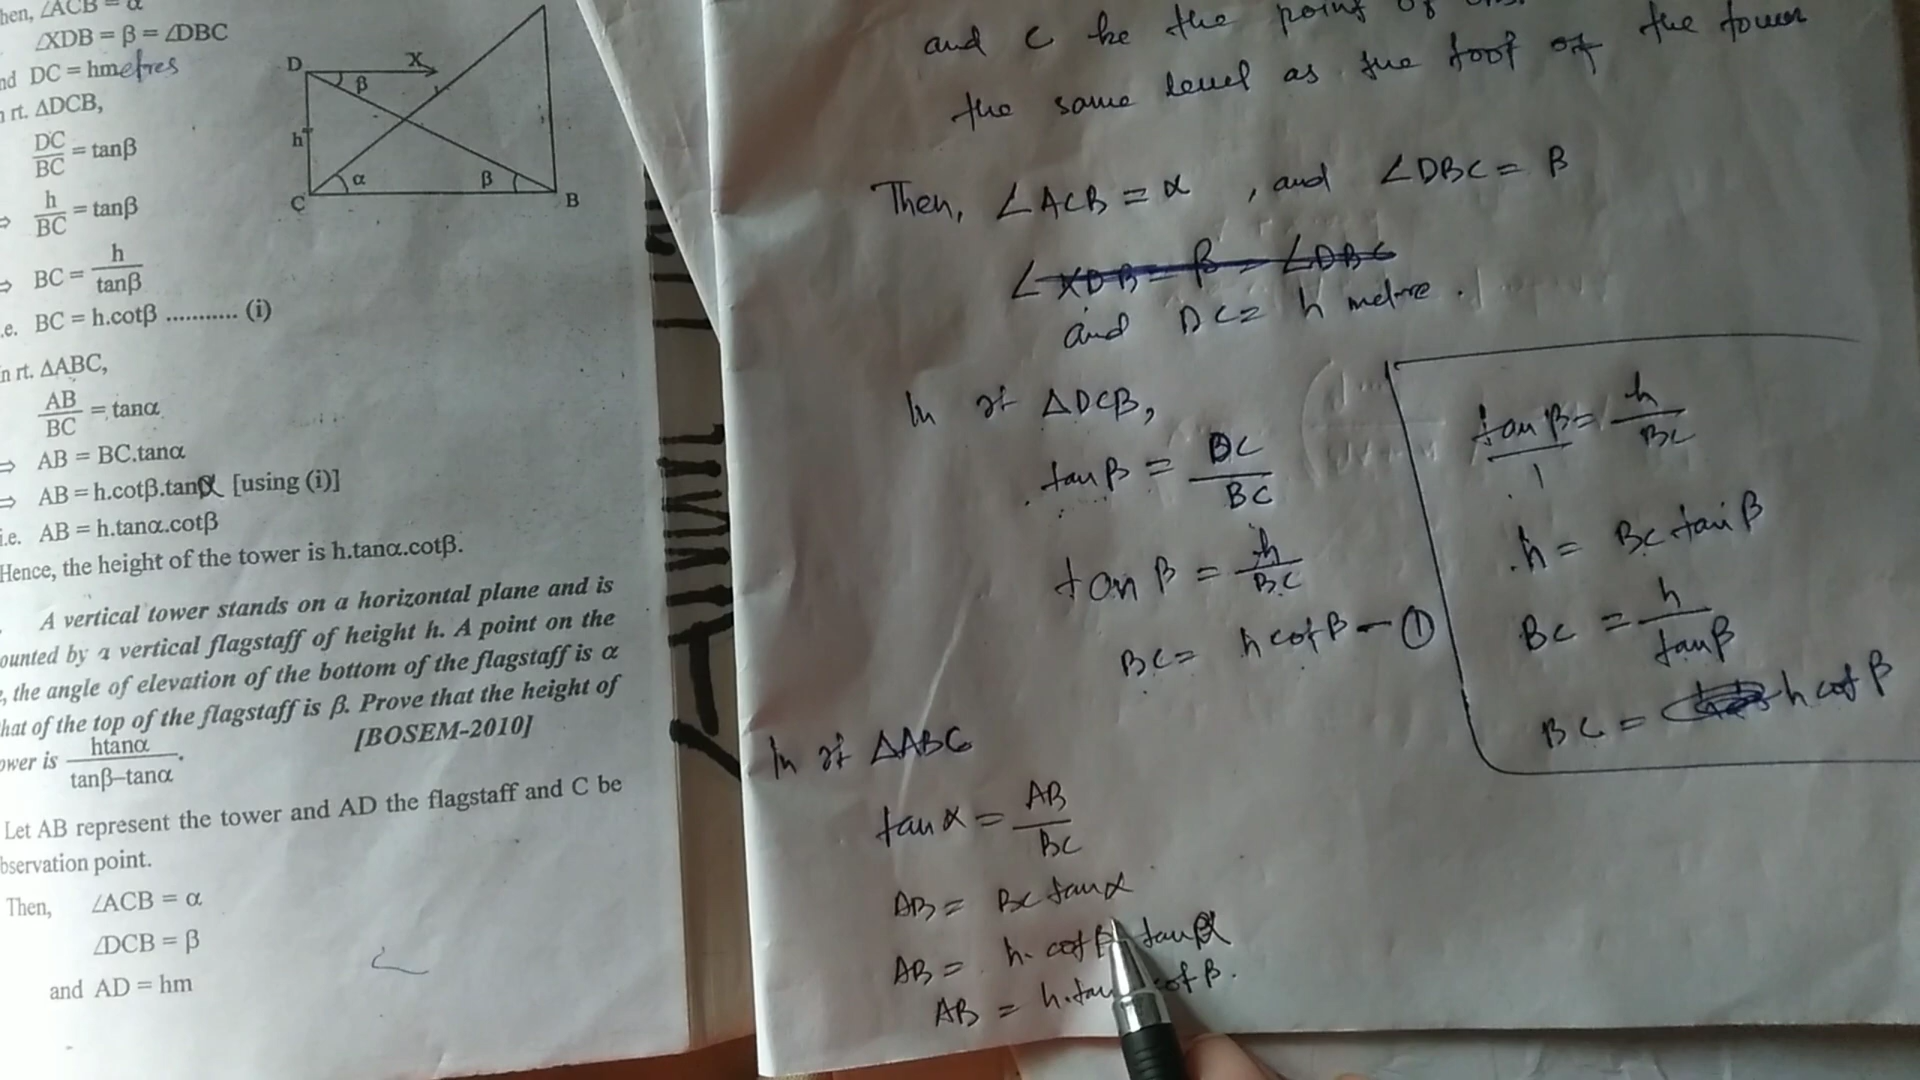 hen, ∠ACB = α
∠XDB = β = ∠DBC
nd DC = hmetres
n rt. ΔDCB,
DC/BC = tanβ
⇒ h/BC = tanβ
⇒ BC = h/tanβ
.e. BC = h.cotβ ........... (i)
n rt. ΔABC,
AB/BC = tanα
⇒ AB = BC.tanα
⇒ AB = h.cotβ.tanα [using (i)]
i.e. AB = h.tanα.cotβ
Hence, the height of the tower is h.tanα.cotβ.
A vertical tower stands on a horizontal plane and is
ounted by a vertical flagstaff of height h. A point on the
, the angle of elevation of the bottom of the flagstaff is α
hat of the top of the flagstaff is β. Prove that the height of
ower is htanα/tanβ–tanα.
[BOSEM-2010]
Let AB represent the tower and AD the flagstaff and C be
bservation point.
Then, ∠ACB = α
∠DCB = β
and AD = hm
D X
β
h
α β
C B
and C be the point of
the same level as the foot of the tower
Then, ∠ACB = α , and ∠DBC = β
∠XDB = β = ∠DBC
and DC = h metre .
In rt ΔDCB,
tan β = DC/BC
tan β = h/BC
BC = h cot β – ①
tan β/1 = h/BC
h = BC tan β
BC = h/tan β
BC = h cot β
In rt ΔABC
tan α = AB/BC
AB = BC tan α
AB = h. cot β tan α
AB = h.tan cot β.